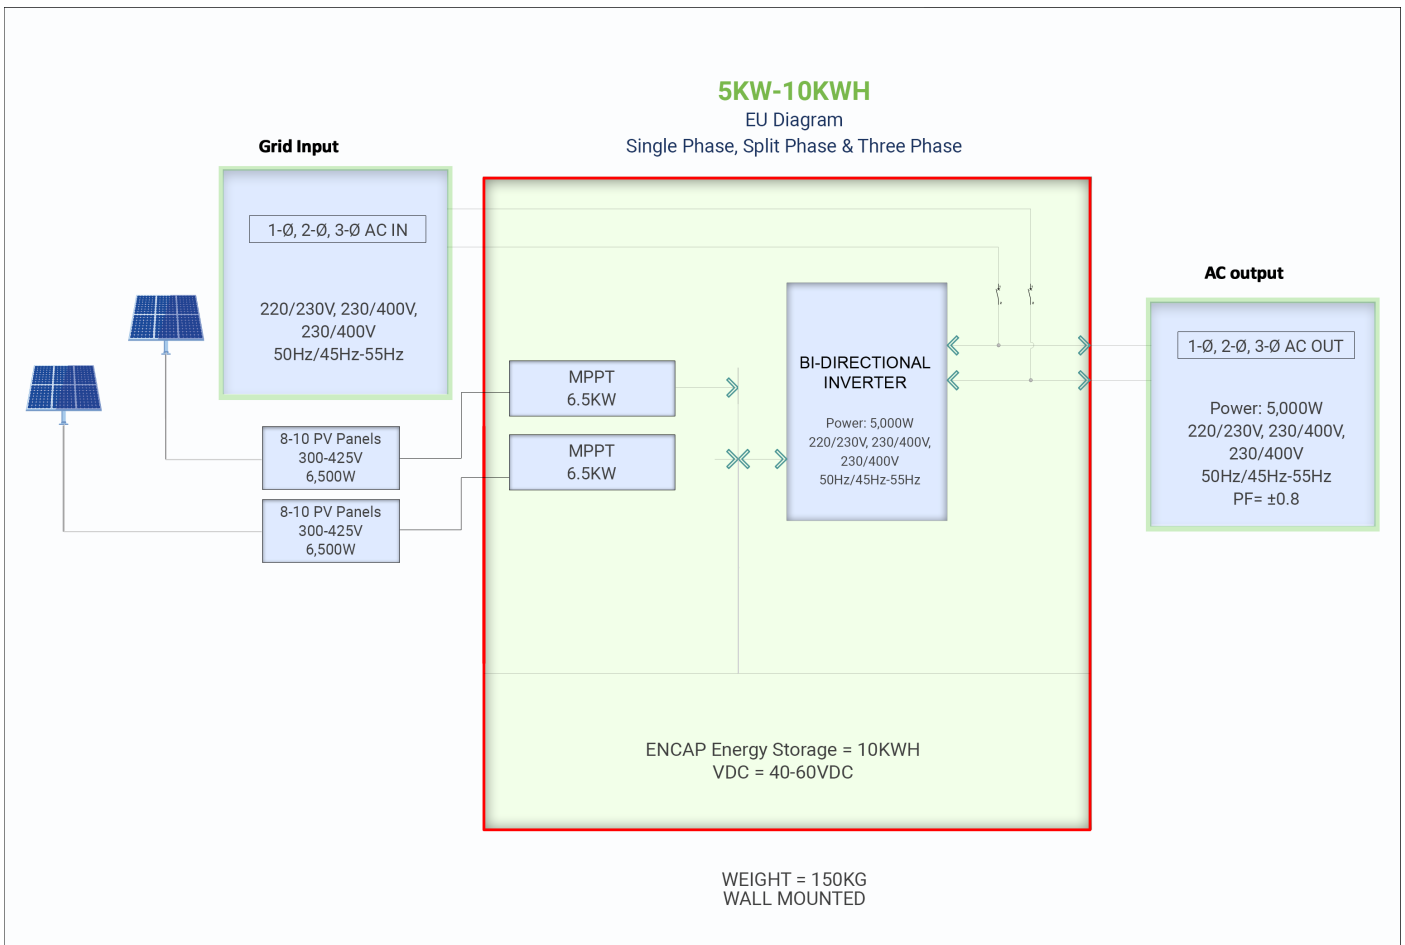 5KW-10KWH
EU Diagram
Single Phase, Split Phase & Three Phase
Grid Input
1-Ø, 2-Ø, 3-Ø AC IN
220/230V, 230/400V,
230/400V
50Hz/45Hz-55Hz
8-10 PV Panels
300-425V
6,500W
8-10 PV Panels
300-425V
6,500W
MPPT
6.5KW
MPPT
6.5KW
BI-DIRECTIONAL
INVERTER
Power: 5,000W
220/230V, 230/400V,
230/400V
50Hz/45Hz-55Hz
AC output
1-Ø, 2-Ø, 3-Ø AC OUT
Power: 5,000W
220/230V, 230/400V,
230/400V
50Hz/45Hz-55Hz
PF= ±0.8
ENCAP Energy Storage = 10KWH
VDC = 40-60VDC
WEIGHT = 150KG
WALL MOUNTED